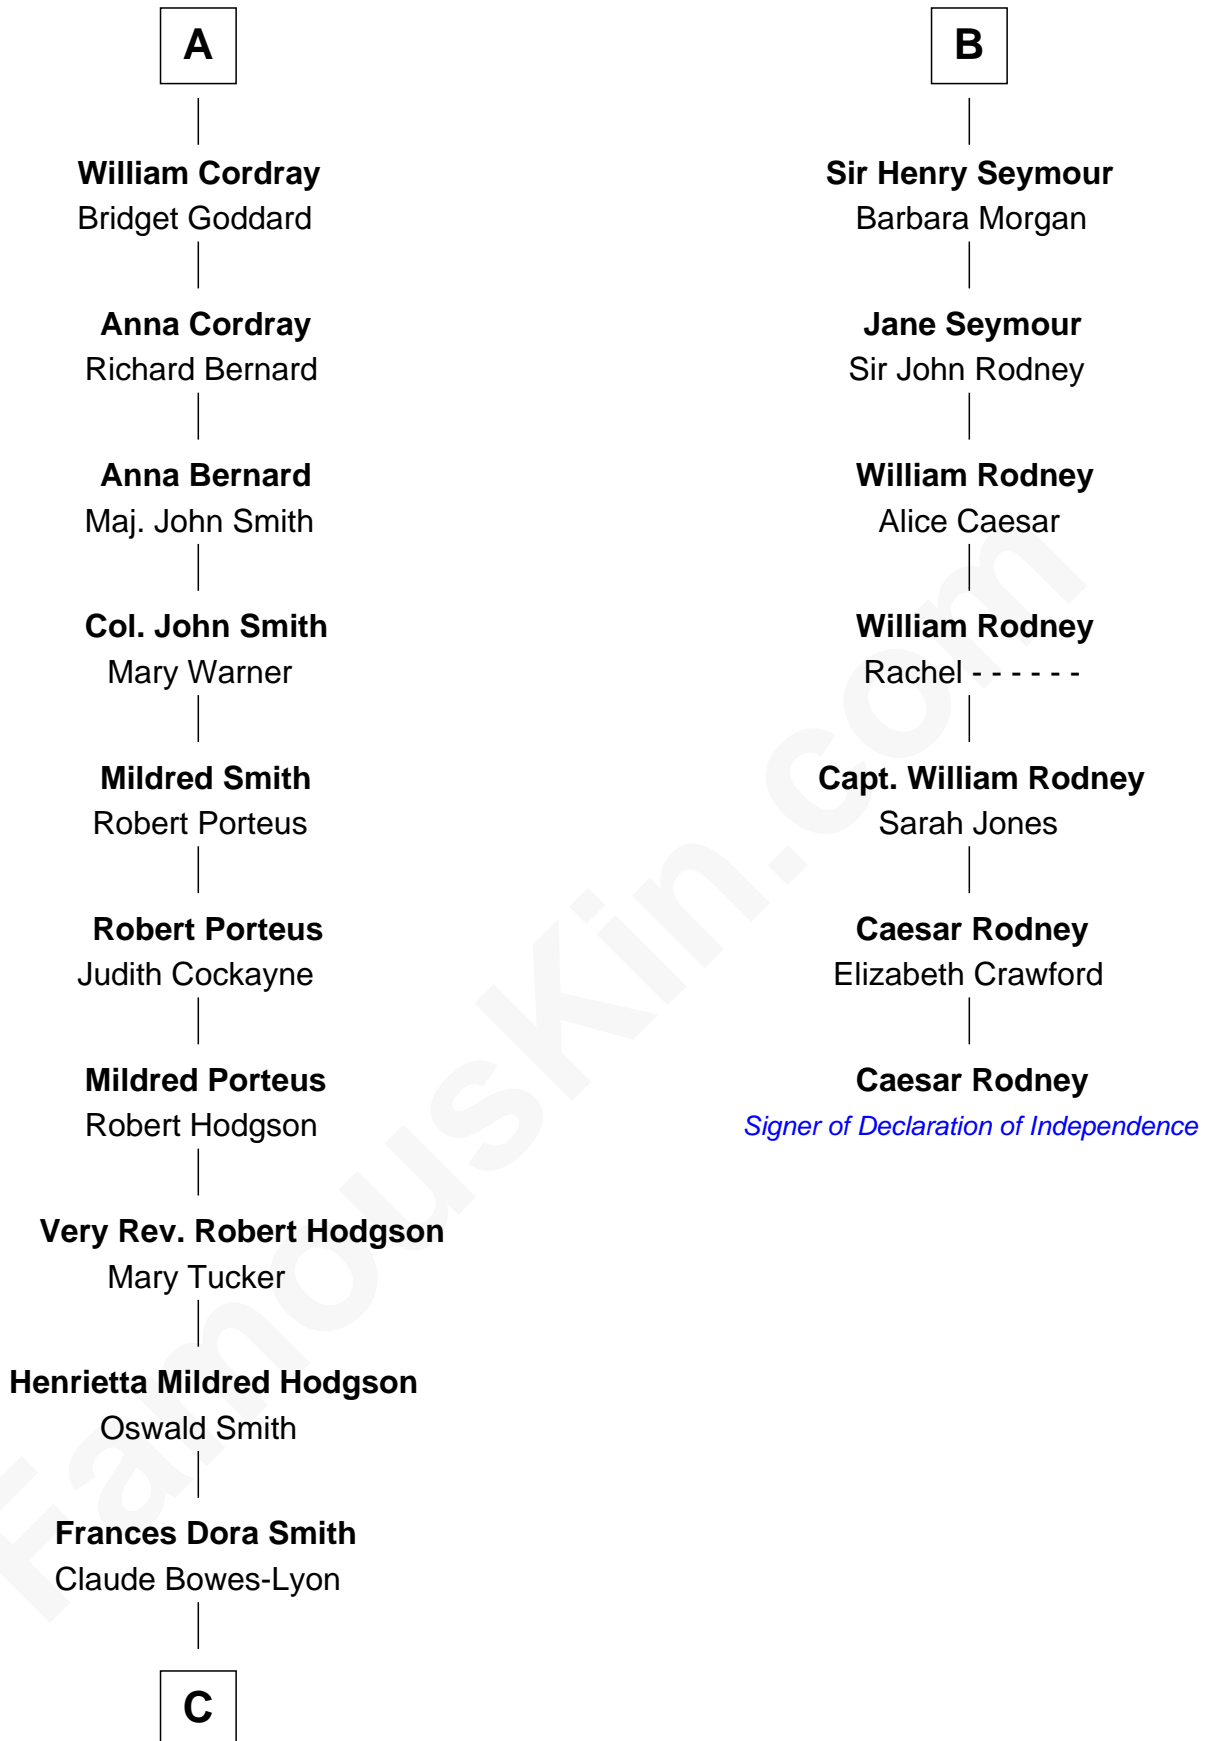 A
William Cordray
Bridget Goddard
Anna Cordray
Richard Bernard
Anna Bernard
Maj. John Smith
Col. John Smith
Mary Warner
Mildred Smith
Robert Porteus
Robert Porteus
Judith Cockayne
Mildred Porteus
Robert Hodgson
Very Rev. Robert Hodgson
Mary Tucker
Henrietta Mildred Hodgson
Oswald Smith
Frances Dora Smith
Claude Bowes-Lyon
C
B
Sir Henry Seymour
Barbara Morgan
Jane Seymour
Sir John Rodney
William Rodney
Alice Caesar
William Rodney
Rachel - - - - - -
Capt. William Rodney
Sarah Jones
Caesar Rodney
Elizabeth Crawford
Caesar Rodney
Signer of Declaration of Independence
FamousKin.com